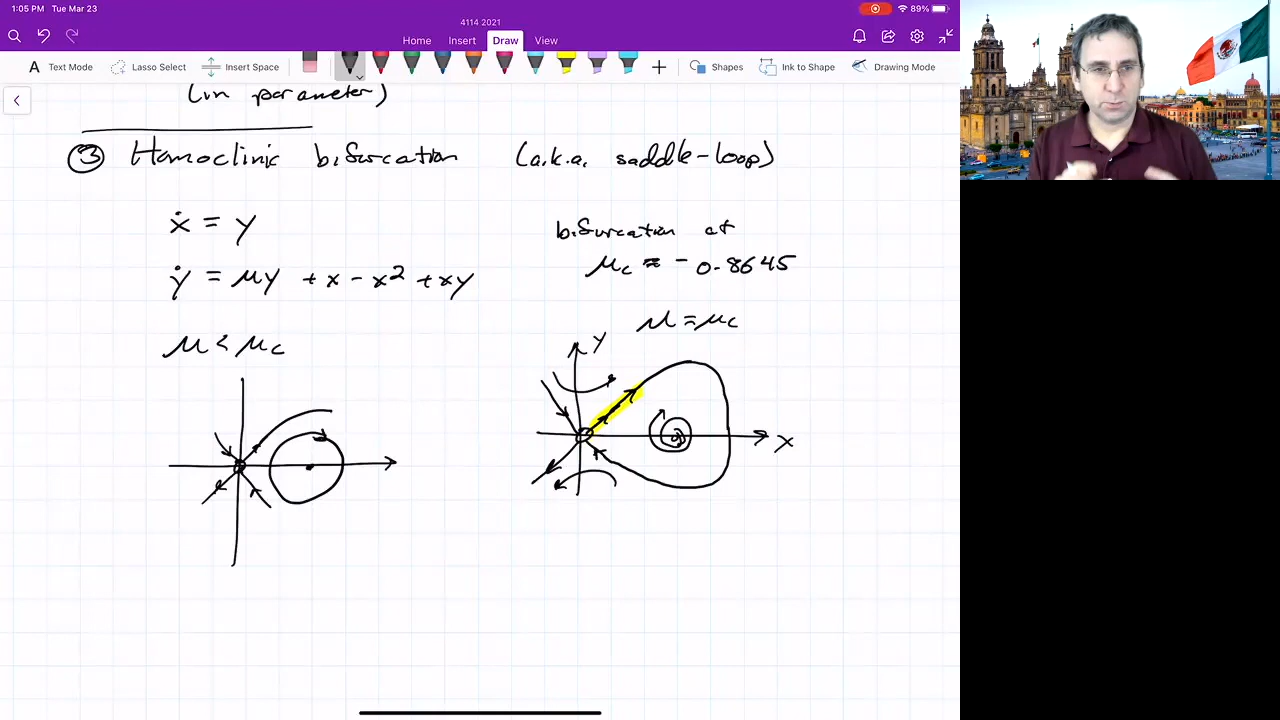 1:05 PM Tue Mar 23
89%
4114 2021
Home Insert Draw View
A Text Mode Lasso Select Insert Space + Shapes Ink to Shape Drawing Mode
(in parameter)
③ Homoclinic bifurcation (a.k.a. saddle-loop)
ẋ = y
ẏ = μy + x - x² + xy
bifurcation at
μc ≈ -0.8645
μ < μc
μ = μc
y
x